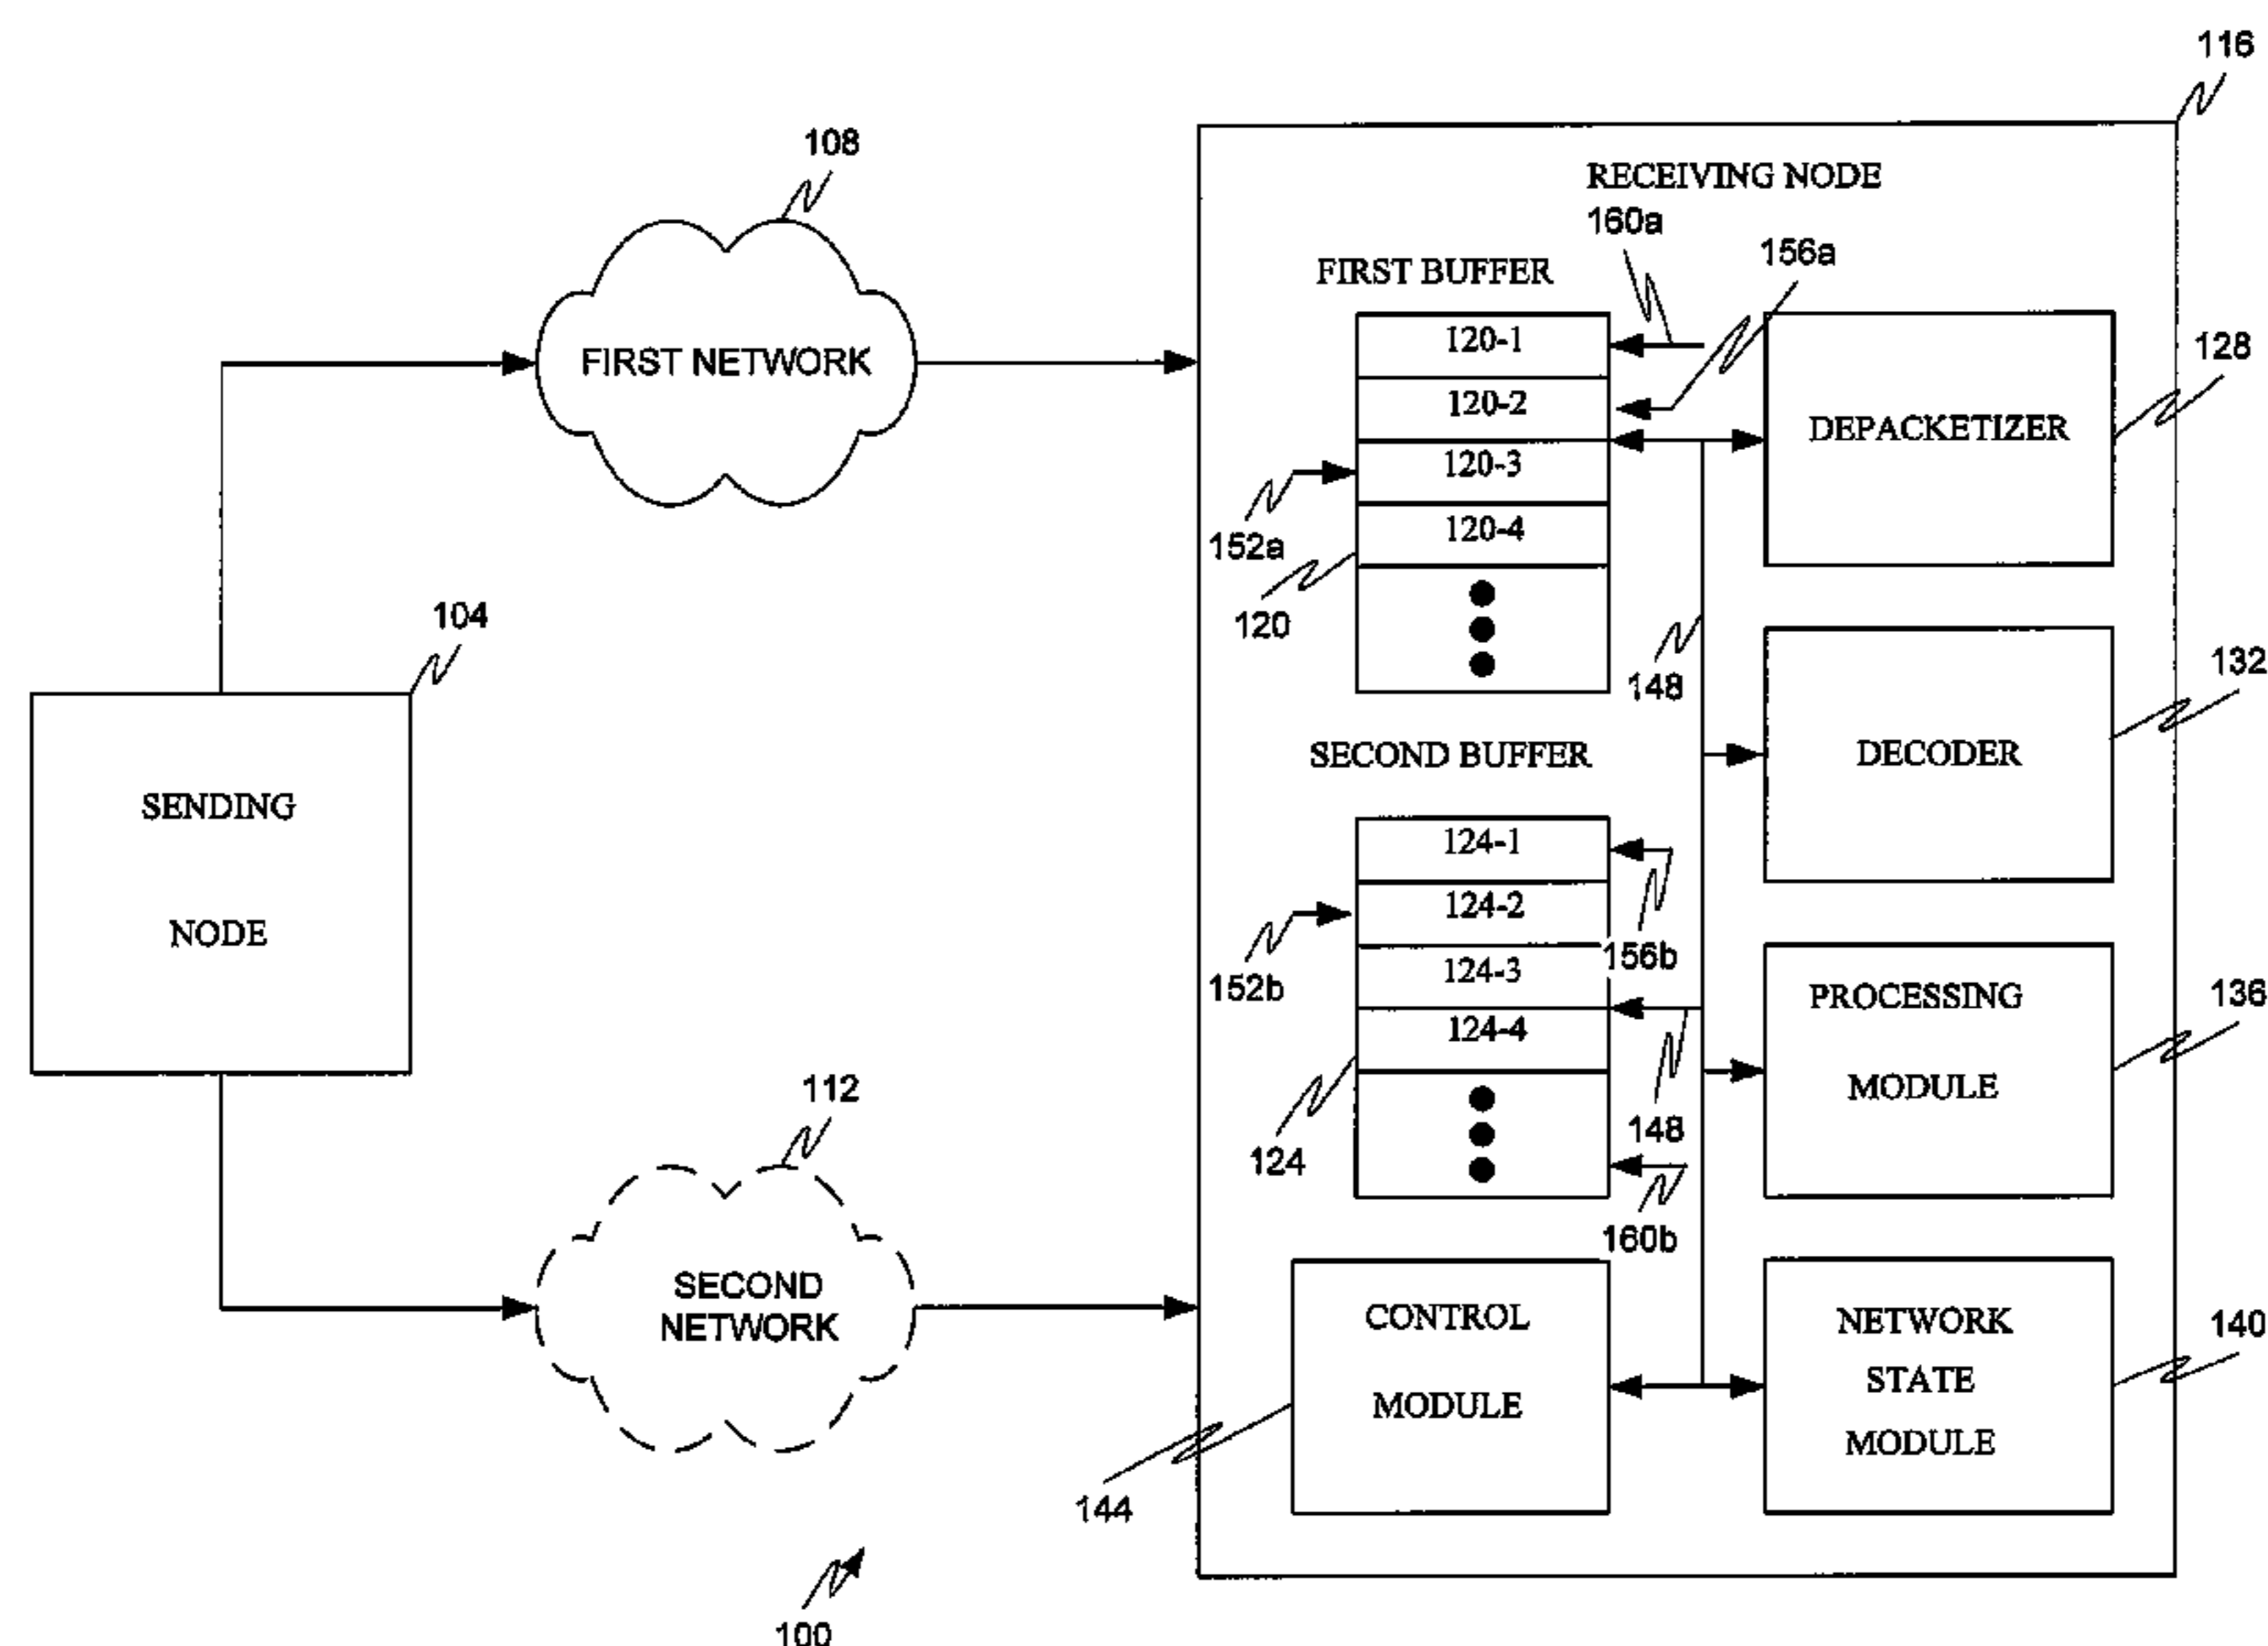 116
108
RECEIVING NODE
160a
156a
FIRST BUFFER
120-1
128
FIRST NETWORK
120-2
DEPACKETIZER
120-3
152a
120-4
120
104
148
132
SECOND BUFFER
DECODER
SENDING
NODE
124-1
124-2
156b
152b
124-3
PROCESSING
MODULE
136
124-4
112
148
124
160b
SECOND
NETWORK
CONTROL
MODULE
NETWORK
STATE
MODULE
140
144
100